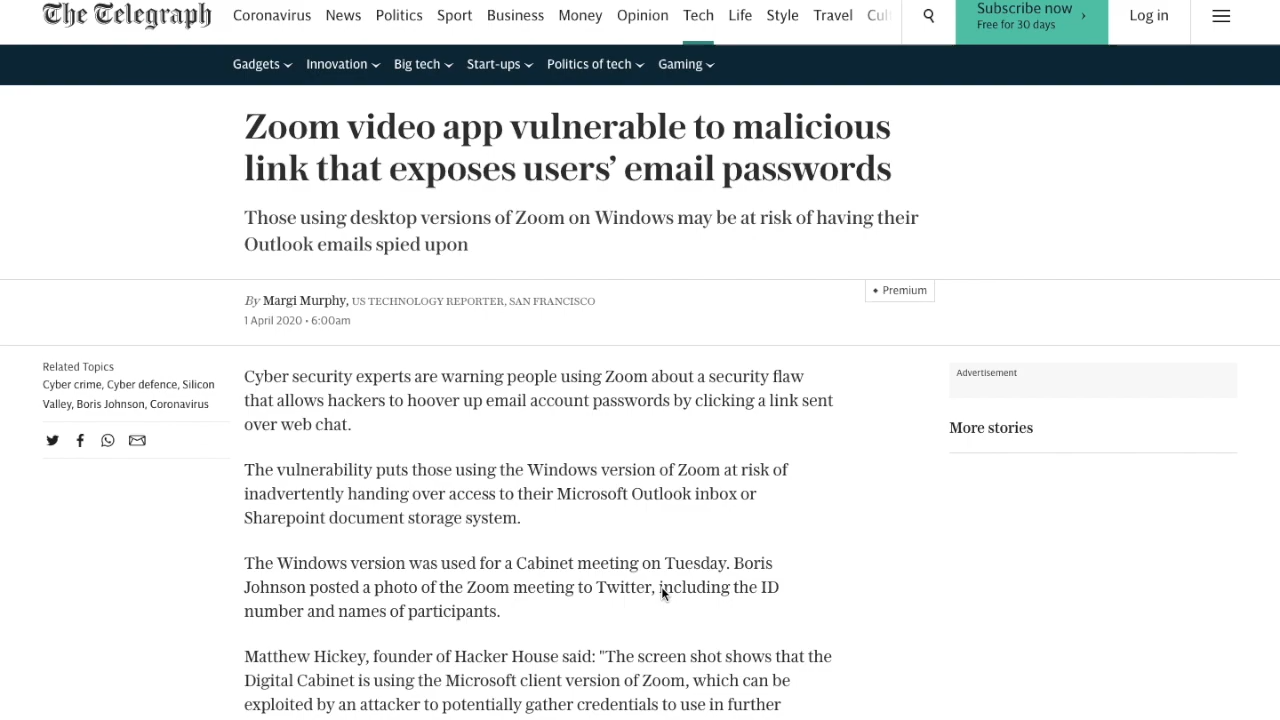 The Telegraph
Coronavirus News Politics Sport Business Money Opinion Tech Life Style Travel Cul
Subscribe now ›
Free for 30 days
Log in
Gadgets Innovation Big tech Start-ups Politics of tech Gaming
Zoom video app vulnerable to malicious
link that exposes users’ email passwords
Those using desktop versions of Zoom on Windows may be at risk of having their
Outlook emails spied upon
By Margi Murphy, US TECHNOLOGY REPORTER, SAN FRANCISCO
1 April 2020 • 6:00am
Premium
Related Topics
Cyber crime, Cyber defence, Silicon
Valley, Boris Johnson, Coronavirus
Cyber security experts are warning people using Zoom about a security flaw
that allows hackers to hoover up email account passwords by clicking a link sent
over web chat.
The vulnerability puts those using the Windows version of Zoom at risk of
inadvertently handing over access to their Microsoft Outlook inbox or
Sharepoint document storage system.
The Windows version was used for a Cabinet meeting on Tuesday. Boris
Johnson posted a photo of the Zoom meeting to Twitter, including the ID
number and names of participants.
Matthew Hickey, founder of Hacker House said: "The screen shot shows that the
Digital Cabinet is using the Microsoft client version of Zoom, which can be
exploited by an attacker to potentially gather credentials to use in further
Advertisement
More stories